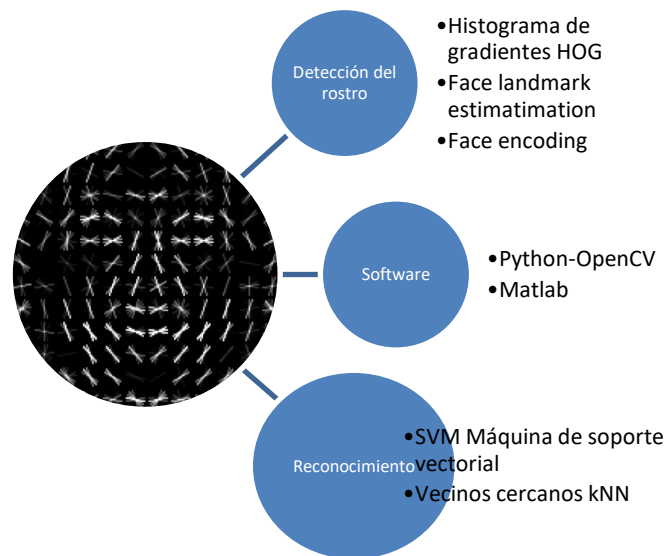 Detección del
rostro
•Histograma de
gradientes HOG
•Face landmark
estimatimation
•Face encoding
Software
•Python-OpenCV
•Matlab
Reconocimiento
•SVM Máquina de soporte
vectorial
•Vecinos cercanos kNN